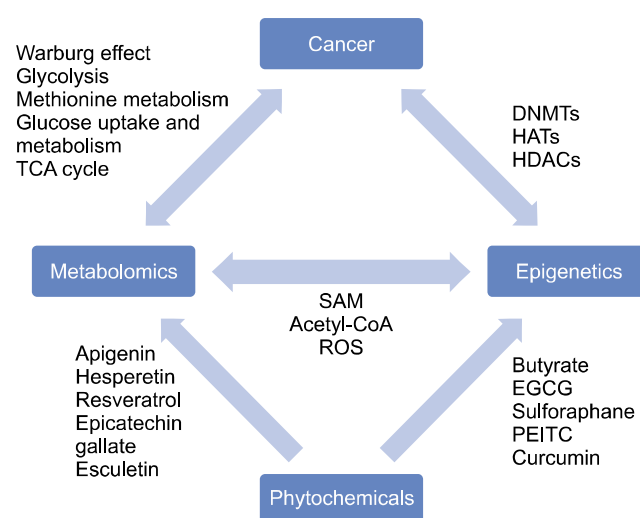 Cancer
Warburg effect
Glycolysis
Methionine metabolism
Glucose uptake and
metabolism
TCA cycle
DNMTs
HATs
HDACs
Metabolomics
Epigenetics
SAM
Acetyl-CoA
ROS
Apigenin
Hesperetin
Resveratrol
Epicatechin
gallate
Esculetin
Butyrate
EGCG
Sulforaphane
PEITC
Curcumin
Phytochemicals